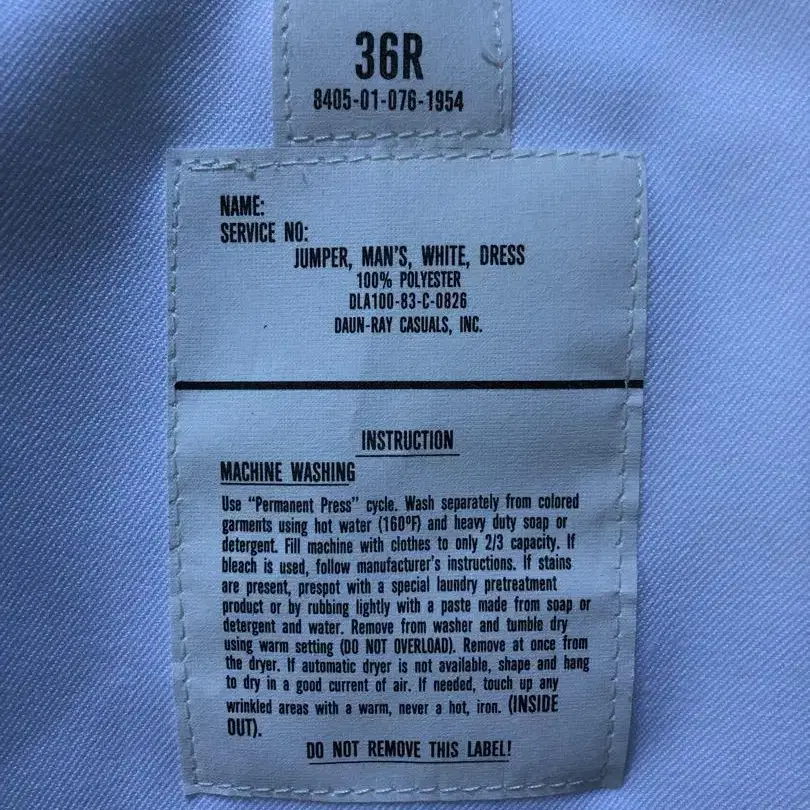 36R
8405-01-076-1954
NAME:
SERVICE NO:
JUMPER, MAN'S, WHITE, DRESS
100% POLYESTER
DLA100-83-C-0826
DAUN-RAY CASUALS, INC.
INSTRUCTION
MACHINE WASHING
Use "Permanent Press" cycle. Wash separately from colored
garments using hot water (160ºF) and heavy duty soap or
detergent. Fill machine with clothes to only 2/3 capacity. If
bleach is used, follow manufacturer's instructions. If stains
are present, prespot with a special laundry pretreatment
product or by rubbing lightly with a paste made from soap or
detergent and water. Remove from washer and tumble dry
using warm setting (DO NOT OVERLOAD). Remove at once from
the dryer. If automatic dryer is not available, shape and hang
to dry in a good current of air. If needed, touch up any
wrinkled areas with a warm, never a hot, iron. (INSIDE
OUT).
DO NOT REMOVE THIS LABEL!